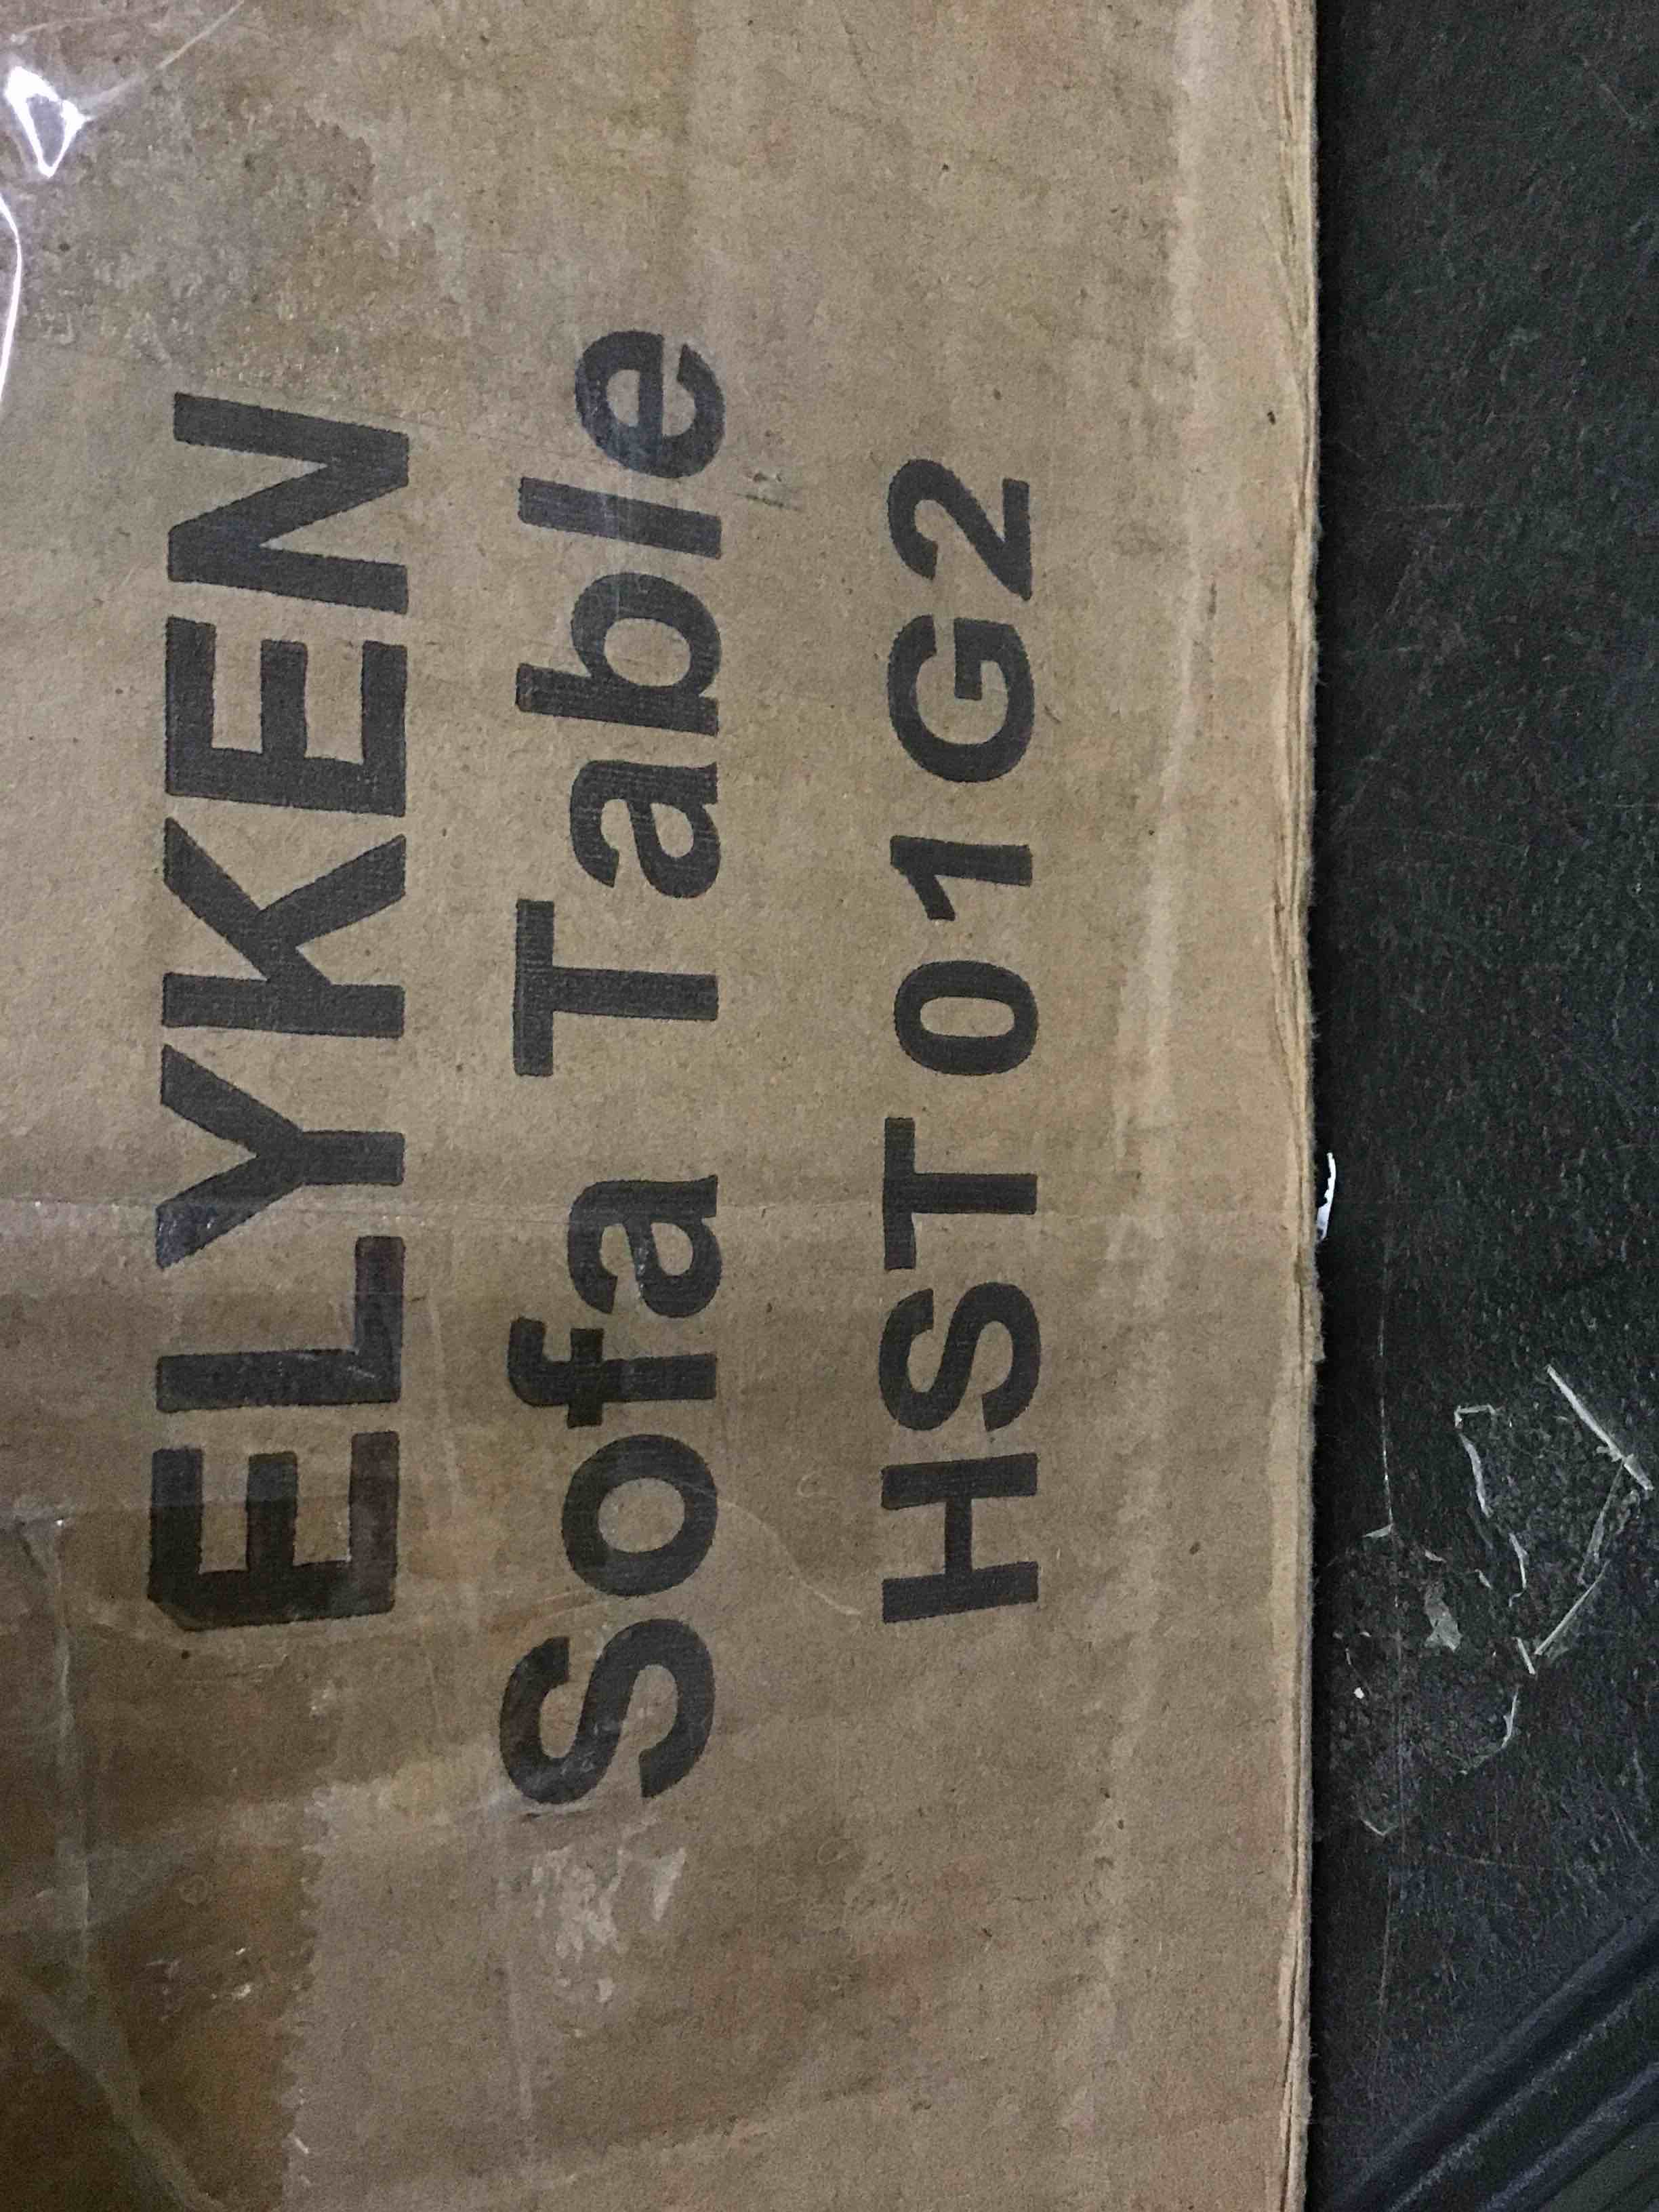 ELYKEN
Sofa Table
HST01G2